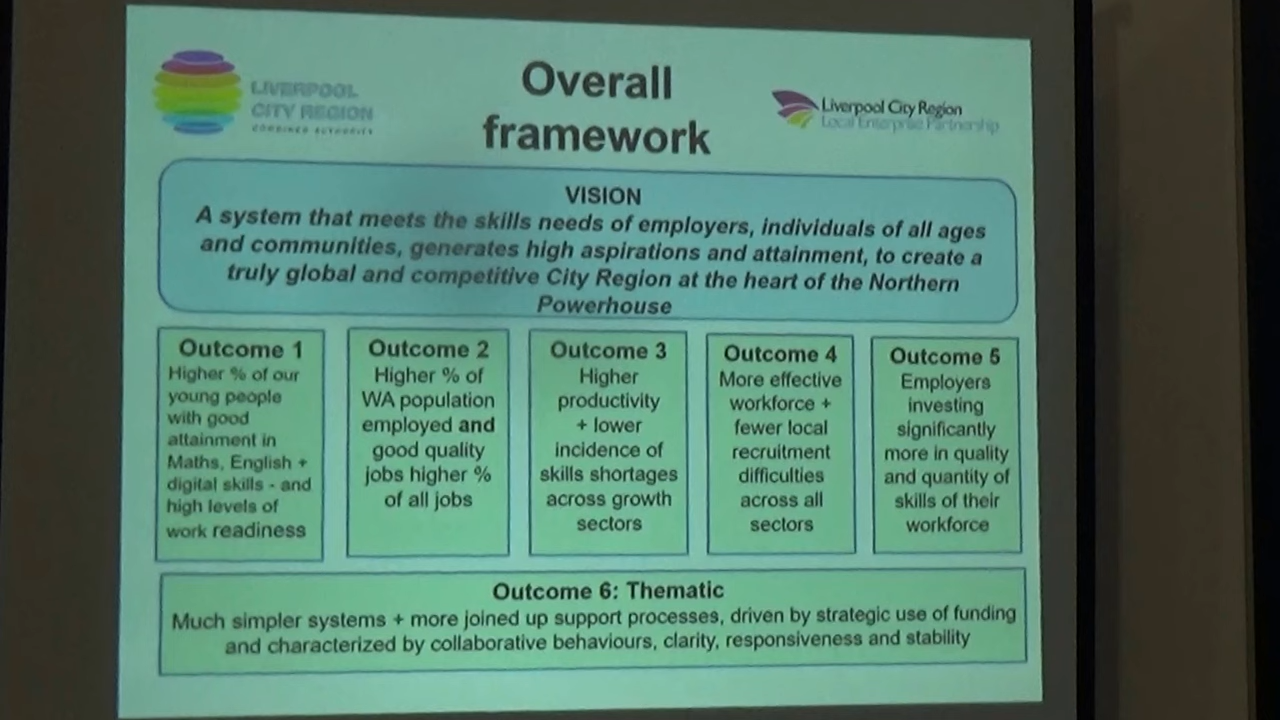 LIVERPOOL
CITY REGION
COMBINED AUTHORITY
Overall
framework
Liverpool City Region
Local Enterprise Partnership
VISION
A system that meets the skills needs of employers, individuals of all ages
and communities, generates high aspirations and attainment, to create a
truly global and competitive City Region at the heart of the Northern
Powerhouse
Outcome 1
Higher % of our
young people
with good
attainment in
Maths, English +
digital skills - and
high levels of
work readiness
Outcome 2
Higher % of
WA population
employed and
good quality
jobs higher %
of all jobs
Outcome 3
Higher
productivity
+ lower
incidence of
skills shortages
across growth
sectors
Outcome 4
More effective
workforce +
fewer local
recruitment
difficulties
across all
sectors
Outcome 5
Employers
investing
significantly
more in quality
and quantity of
skills of their
workforce
Outcome 6: Thematic
Much simpler systems + more joined up support processes, driven by strategic use of funding
and characterized by collaborative behaviours, clarity, responsiveness and stability